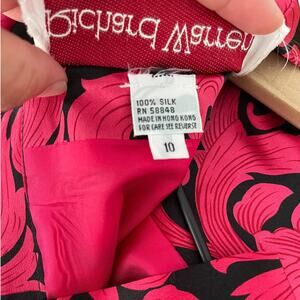 Richard Warren
100% SILK
RN 58848
MADE IN HONG KONG
FOR CARE SEE REVERSE
10